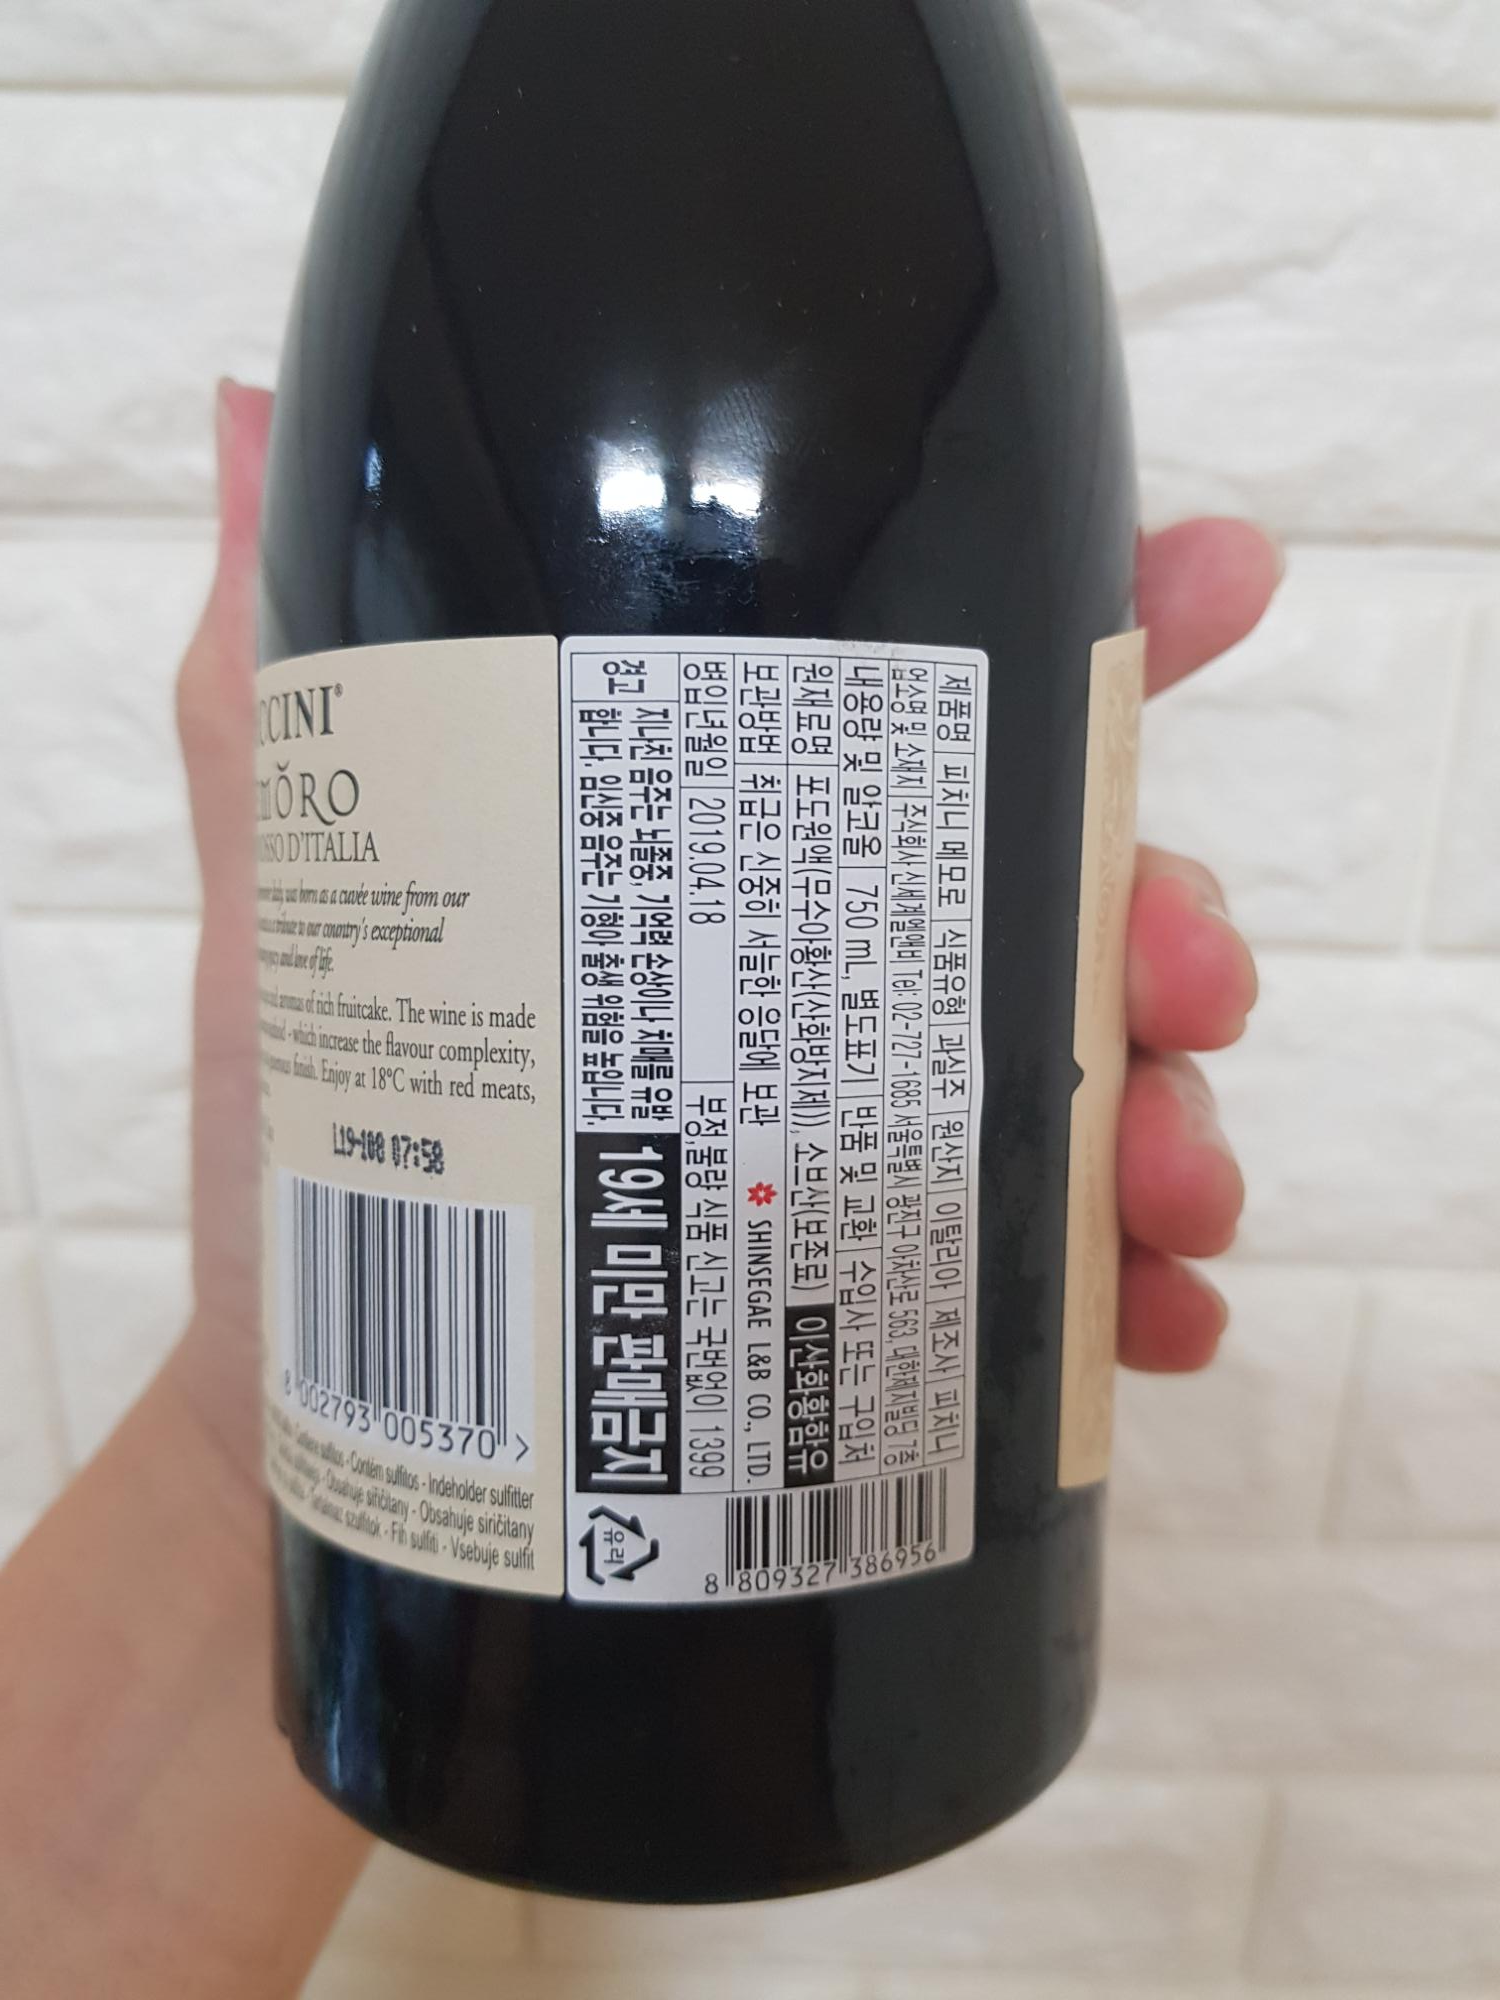 CCINI®
mŏRO
OSSO D'ITALIA
was born as a cuvée wine from our
tribute to our country's exceptional
and love of life.
aromas of rich fruitcake. The wine is made
- which increase the flavour complexity,
finish. Enjoy at 18°C with red meats,
L19-108 07:58
8 002793 005370 >
sulfitos - Contém sulfitos - Indeholder sulfitter
Obsahuje siřičitany - Obsahuje siričitany
szulfitok - Fih sulfiti - Vsebuje sulfit
제품명 피치니 메모로 식품유형 과실주 원산지 이탈리아 제조사 피치니
업소명 및 소재지 주식회사 신세계엘앤비 Tel: 02-727-1685 서울특별시 광진구 아차산로 563, 대한제지빌딩 7층
내용량 및 알코올 750 mL, 별도표기 반품 및 교환 수입사 또는 구입처
원재료명 포도원액(무수아황산(산화방지제)), 소브산(보존료) 이산화황함유
보관방법 취급은 신중히 서늘한 응달에 보관 SHINSEGAE L&B CO., LTD.
병입년월일 2019.04.18 부정,불량 식품 신고는 국번없이 1399
경고 지나친 음주는 뇌졸중, 기억력 손상이나 치매를 유발
합니다. 임신중 음주는 기형아 출생 위험을 높입니다.
19세 미만 판매금지
유리
8 809327 386956